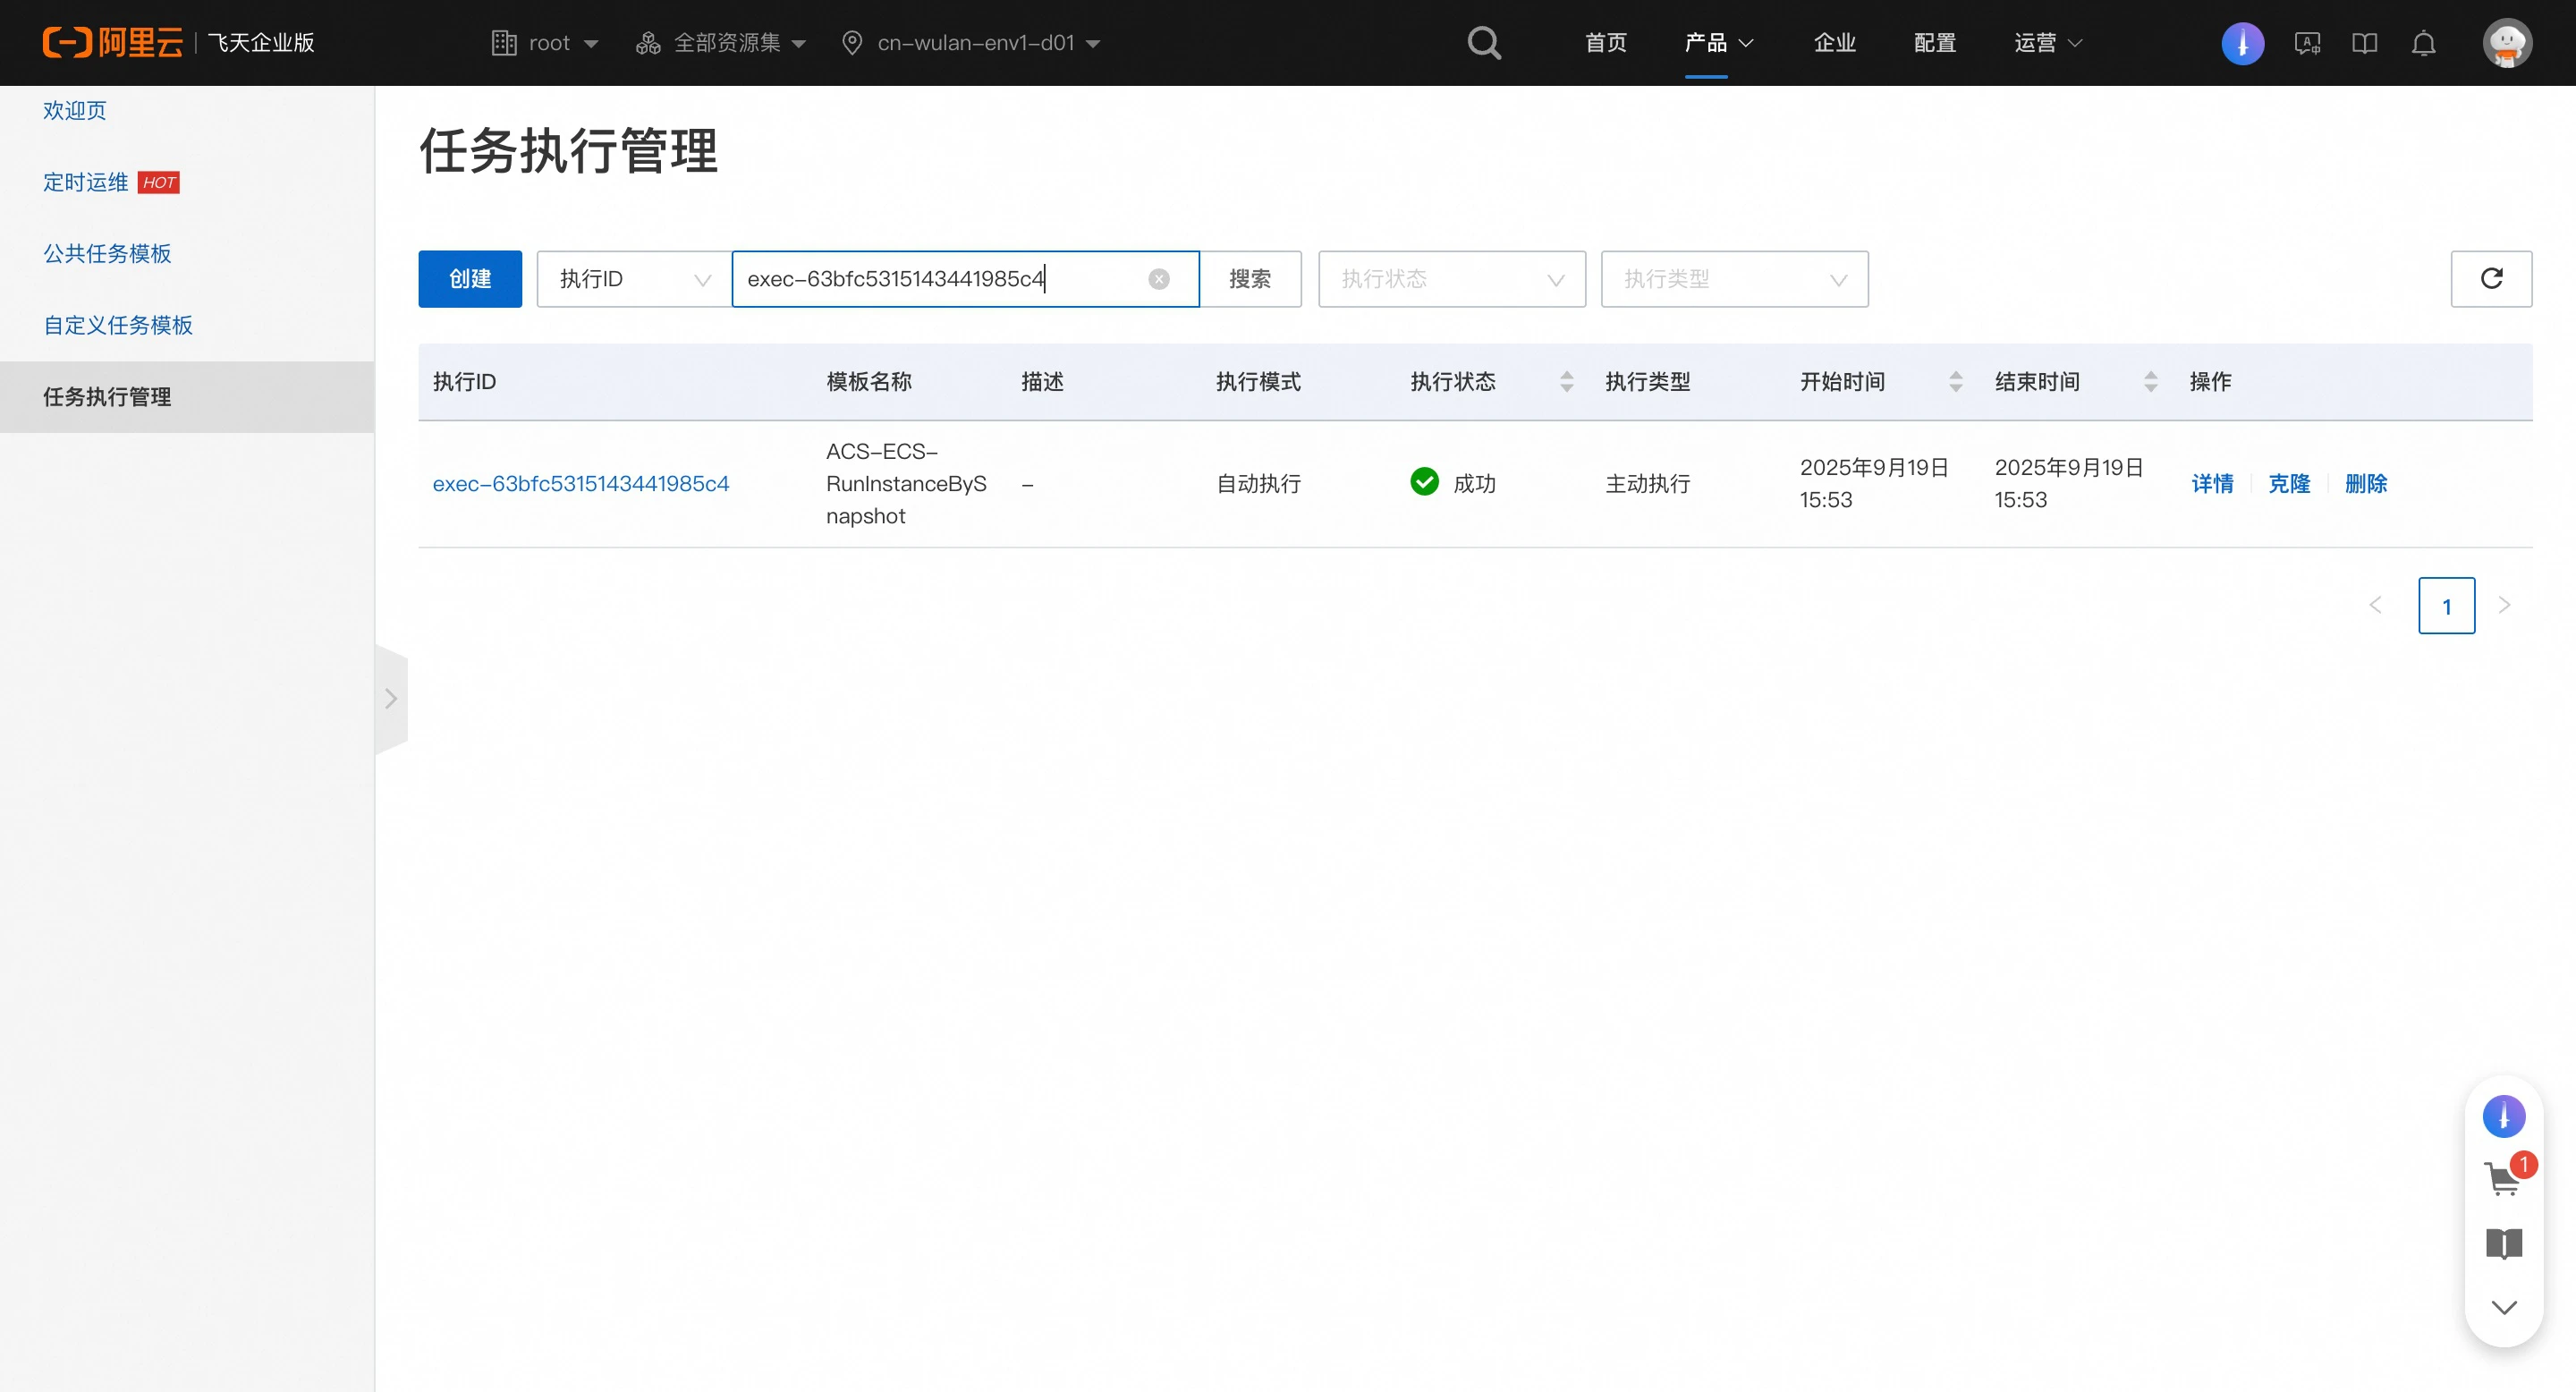 阿里云 飞天企业版 root 全部资源集 cn-wulan-env1-d01 首页 产品 企业 配置 运营
欢迎页
定时运维 HOT
公共任务模板
自定义任务模板
任务执行管理
任务执行管理
创建 执行ID exec-63bfc5315143441985c4 搜索 执行状态 执行类型
执行ID 模板名称 描述 执行模式 执行状态 执行类型 开始时间 结束时间 操作
exec-63bfc5315143441985c4
ACS-ECS-
RunInstanceByS
napshot
-
自动执行
成功
主动执行
2025年9月19日
15:53
2025年9月19日
15:53
详情 克隆 删除
1
1